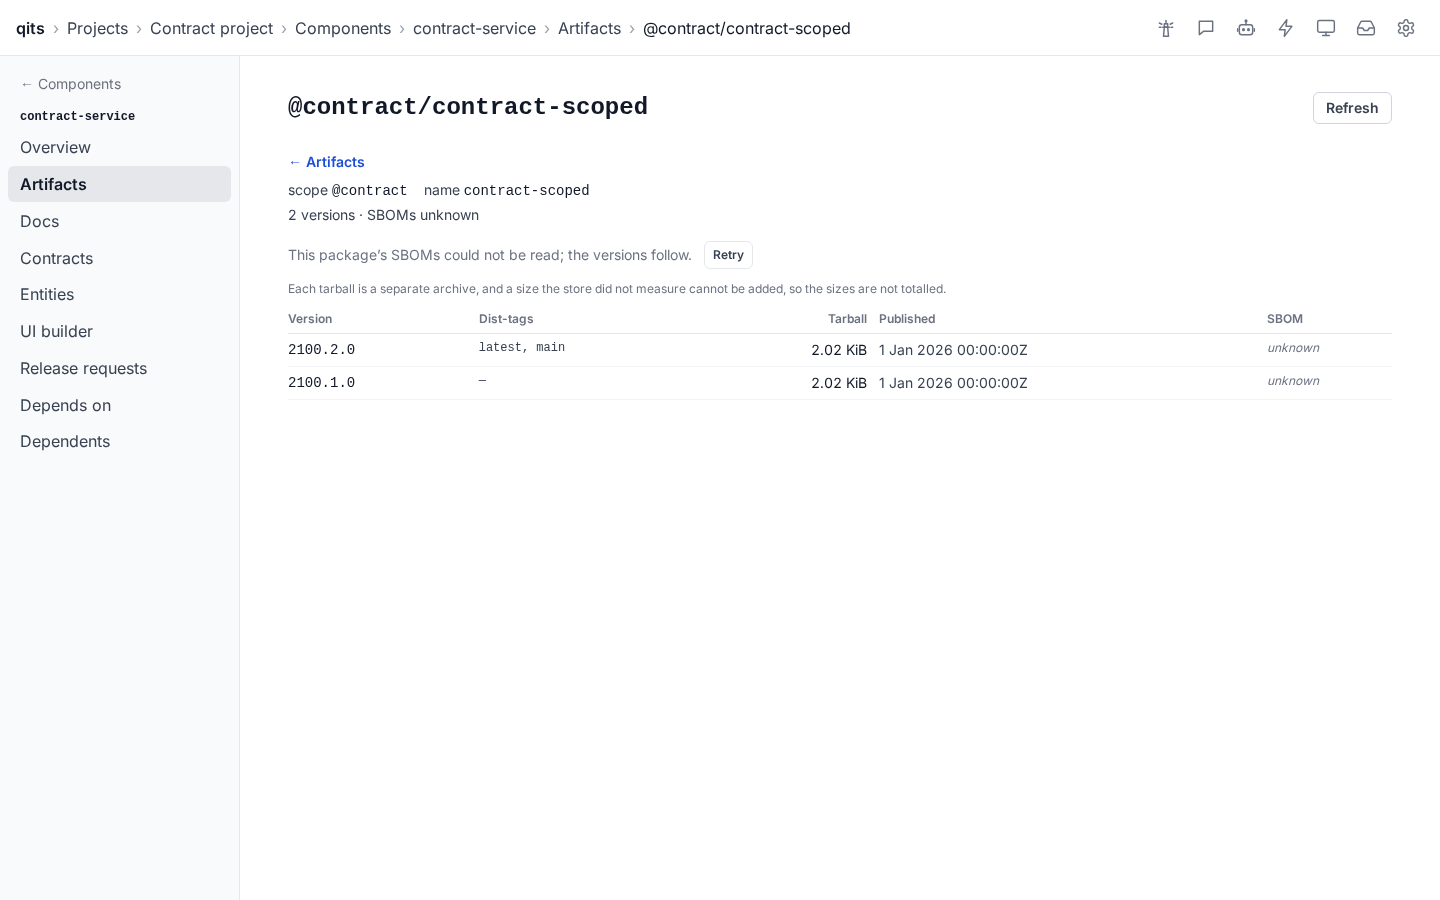 qits › Projects › Contract project › Components › contract-service › Artifacts › @contract/contract-scoped
← Components
contract-service
Overview
Artifacts
Docs
Contracts
Entities
UI builder
Release requests
Depends on
Dependents
@contract/contract-scoped
Refresh
← Artifacts
scope @contract name contract-scoped
2 versions · SBOMs unknown
This package’s SBOMs could not be read; the versions follow. Retry
Each tarball is a separate archive, and a size the store did not measure cannot be added, so the sizes are not totalled.
Version Dist-tags Tarball Published SBOM
2100.2.0 latest, main 2.02 KiB 1 Jan 2026 00:00:00Z unknown
2100.1.0 — 2.02 KiB 1 Jan 2026 00:00:00Z unknown